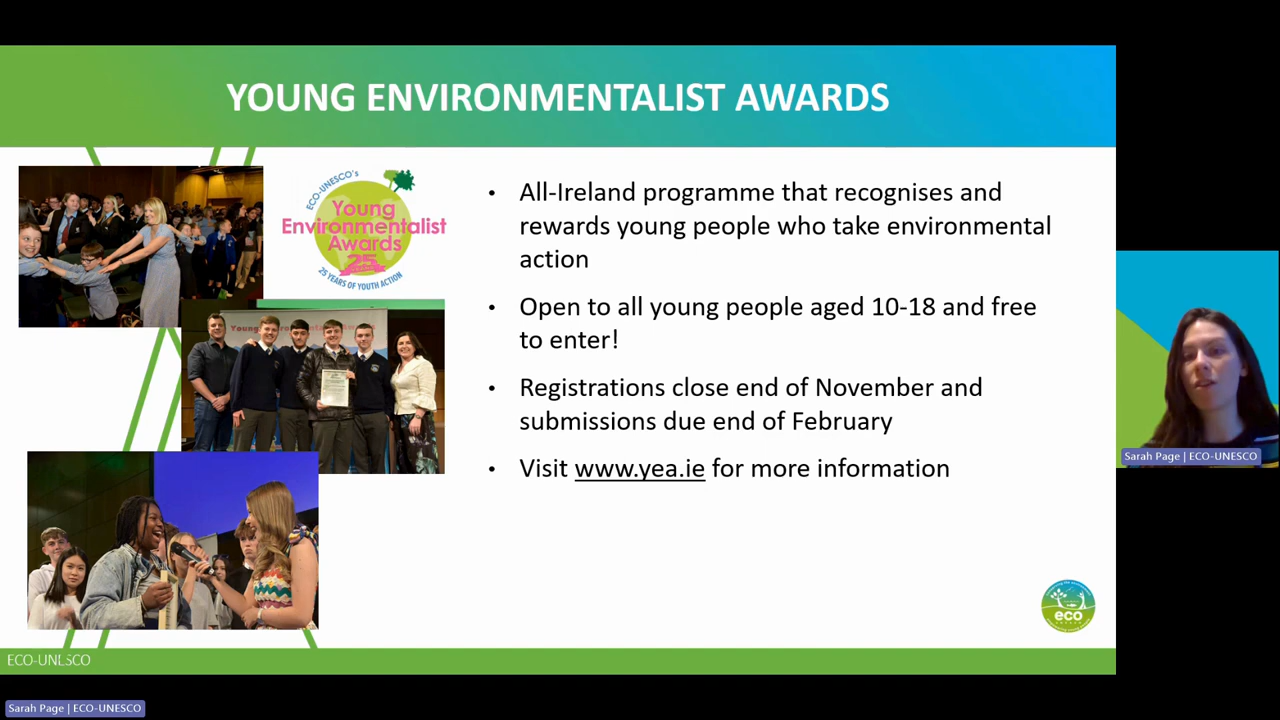 YOUNG ENVIRONMENTALIST AWARDS
ECO-UNESCO's
Young
Environmentalist
Awards
25
25 YEARS OF YOUTH ACTION
• All-Ireland programme that recognises and
rewards young people who take environmental
action
• Open to all young people aged 10-18 and free
to enter!
• Registrations close end of November and
submissions due end of February
• Visit www.yea.ie for more information
eco
ECO-UNESCO
Sarah Page | ECO-UNESCO
Sarah Page | ECO-UNESCO